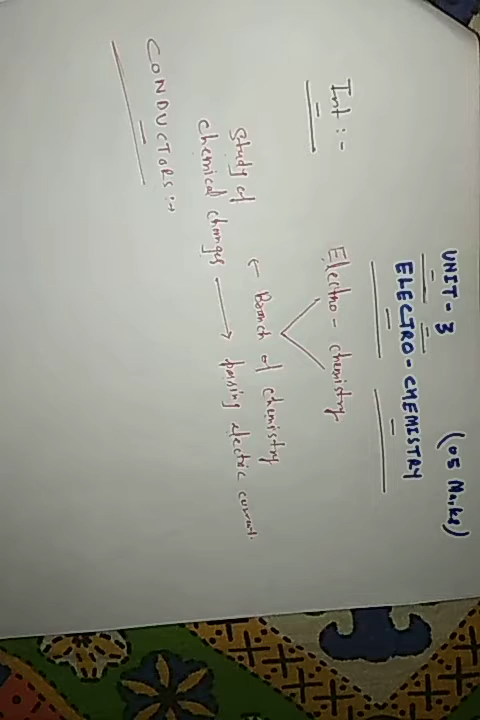 UNIT - 3 (05 Marks)
ELECTRO - CHEMISTRY
Int :- Electro - chemistry
← Branch of chemistry
Study of
chemical changes → passing electric current.
CONDUCTORS :→